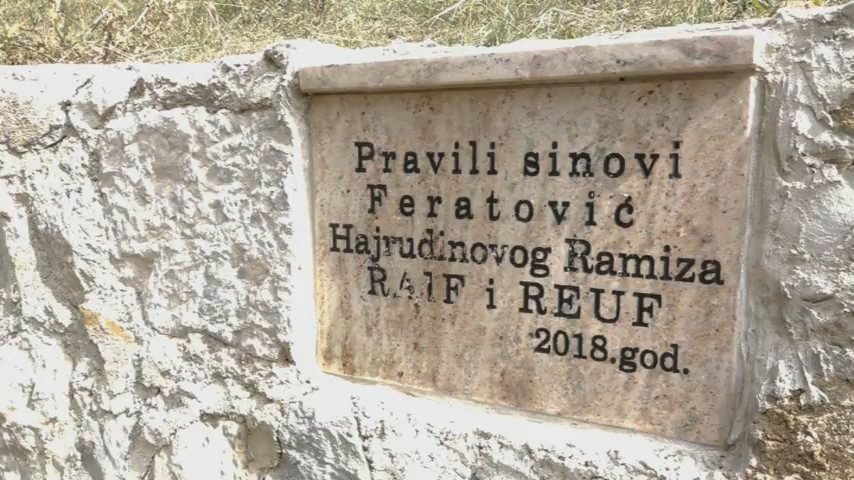 Pravili sinovi
Feratović
Hajrudinovog Ramiza
RAIF i REUF
2018.god.